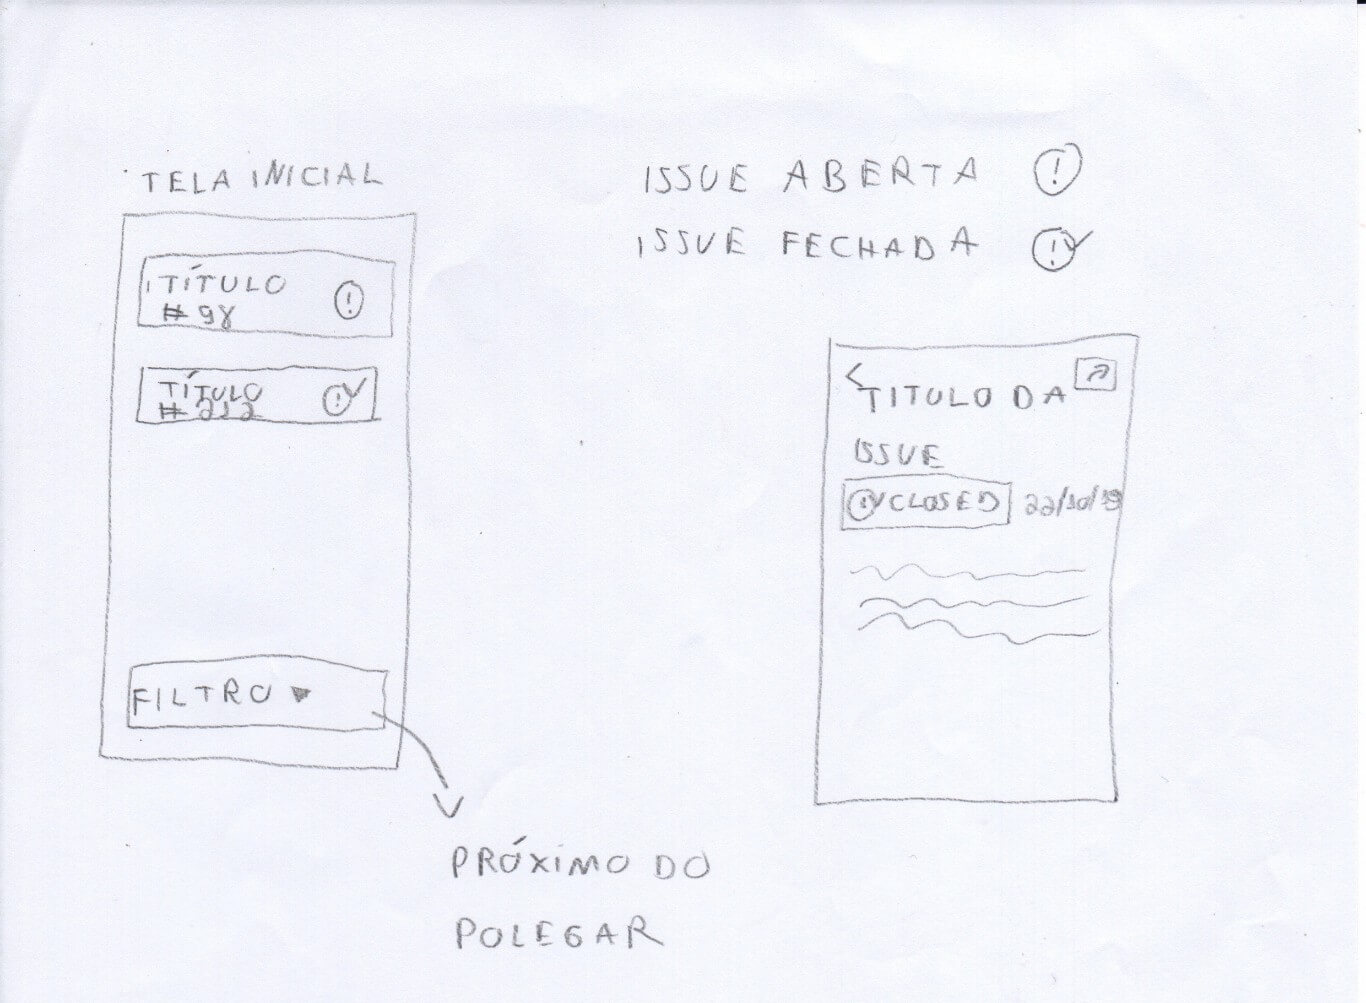 TELA INICIAL
TÍTULO
# 98
TÍTULO
# 212
FILTRO
PRÓXIMO DO
POLEGAR
ISSUE ABERTA
ISSUE FECHADA
TITULO DA
ISSUE
CLOSED 22/10/19